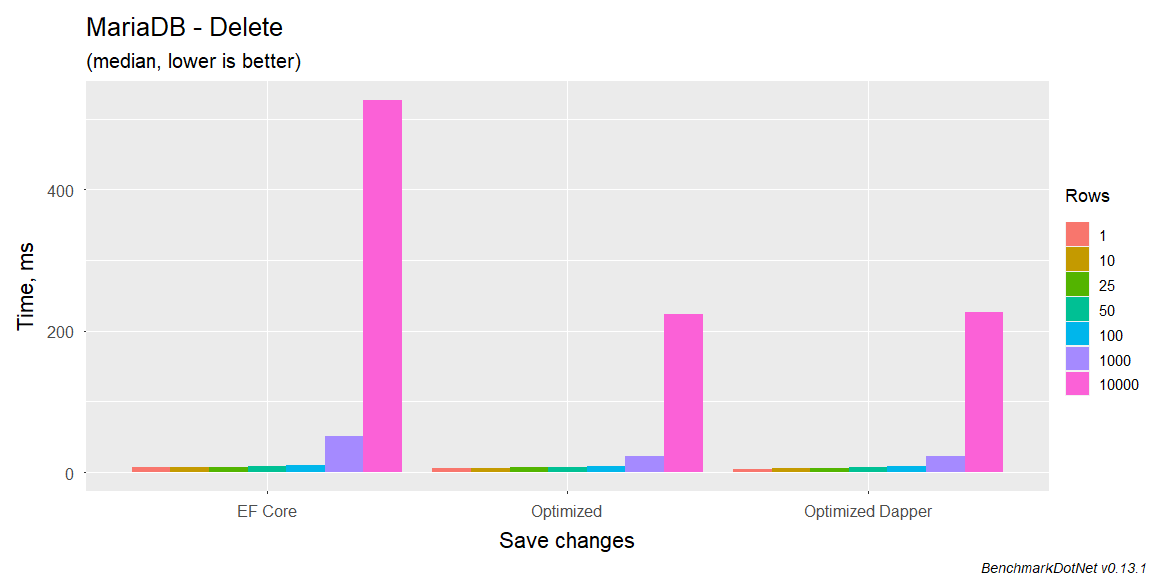 MariaDB - Delete
(median, lower is better)
Time, ms
400
200
0
EF Core
Optimized
Optimized Dapper
Save changes
Rows
1
10
25
50
100
1000
10000
BenchmarkDotNet v0.13.1